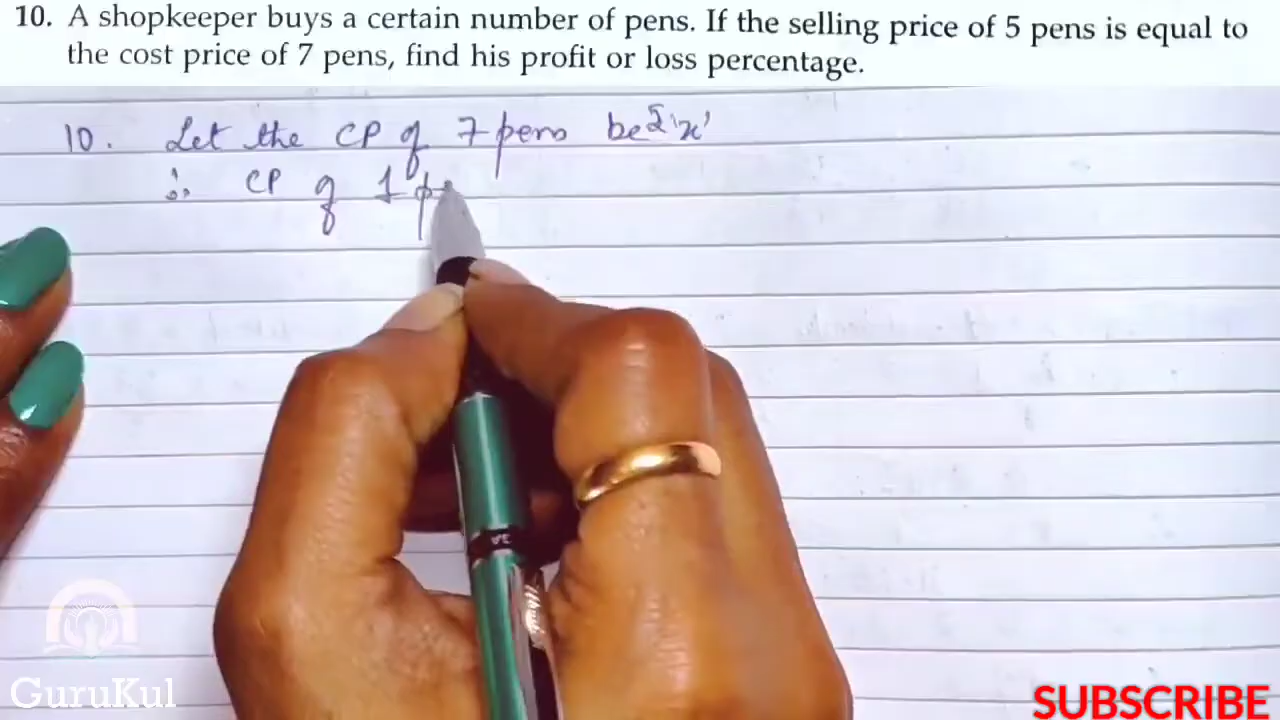 10. A shopkeeper buys a certain number of pens. If the selling price of 5 pens is equal to
the cost price of 7 pens, find his profit or loss percentage.
10. Let the CP of 7 pens be ₹'x'
∴ CP of 1 pe
GuruKul
SUBSCRIBE